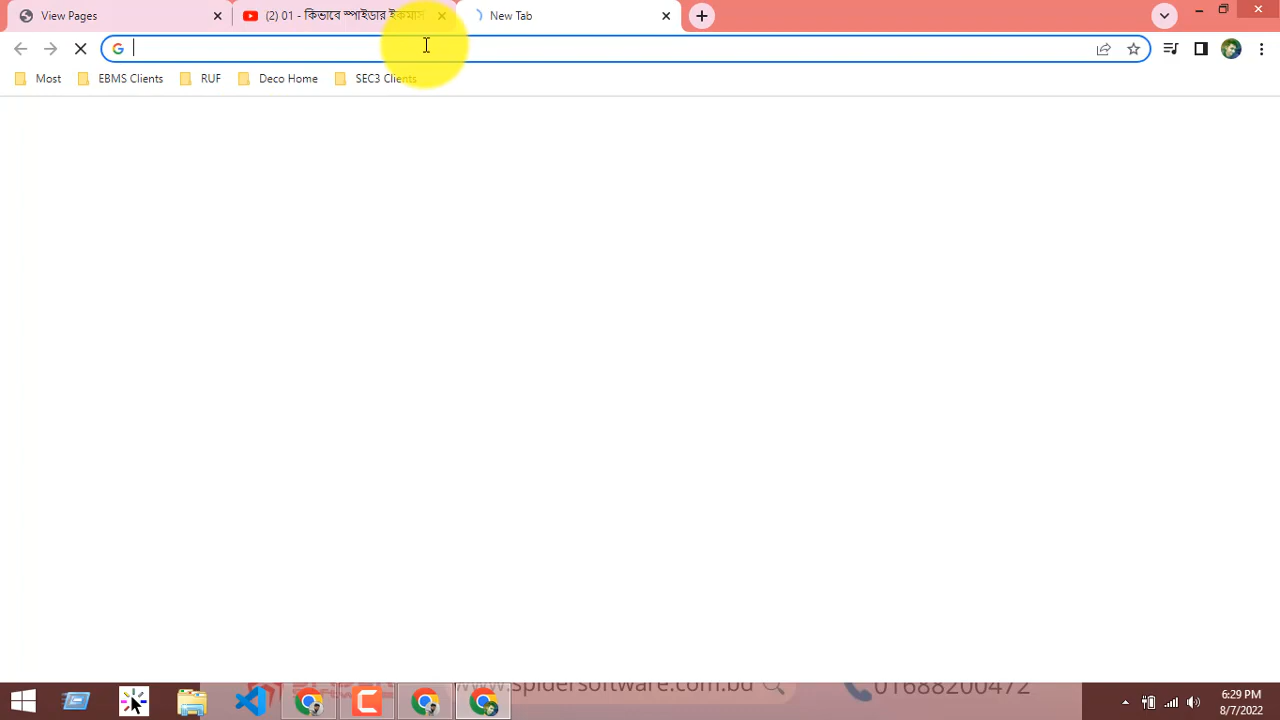 View Pages
(2) 01 - কিভাবে স্পাইডার ইকমাস
New Tab
Most
EBMS Clients
RUF
Deco Home
SEC3 Clients
www.spidersoftware.com.bd
01688200472
6:29 PM
8/7/2022